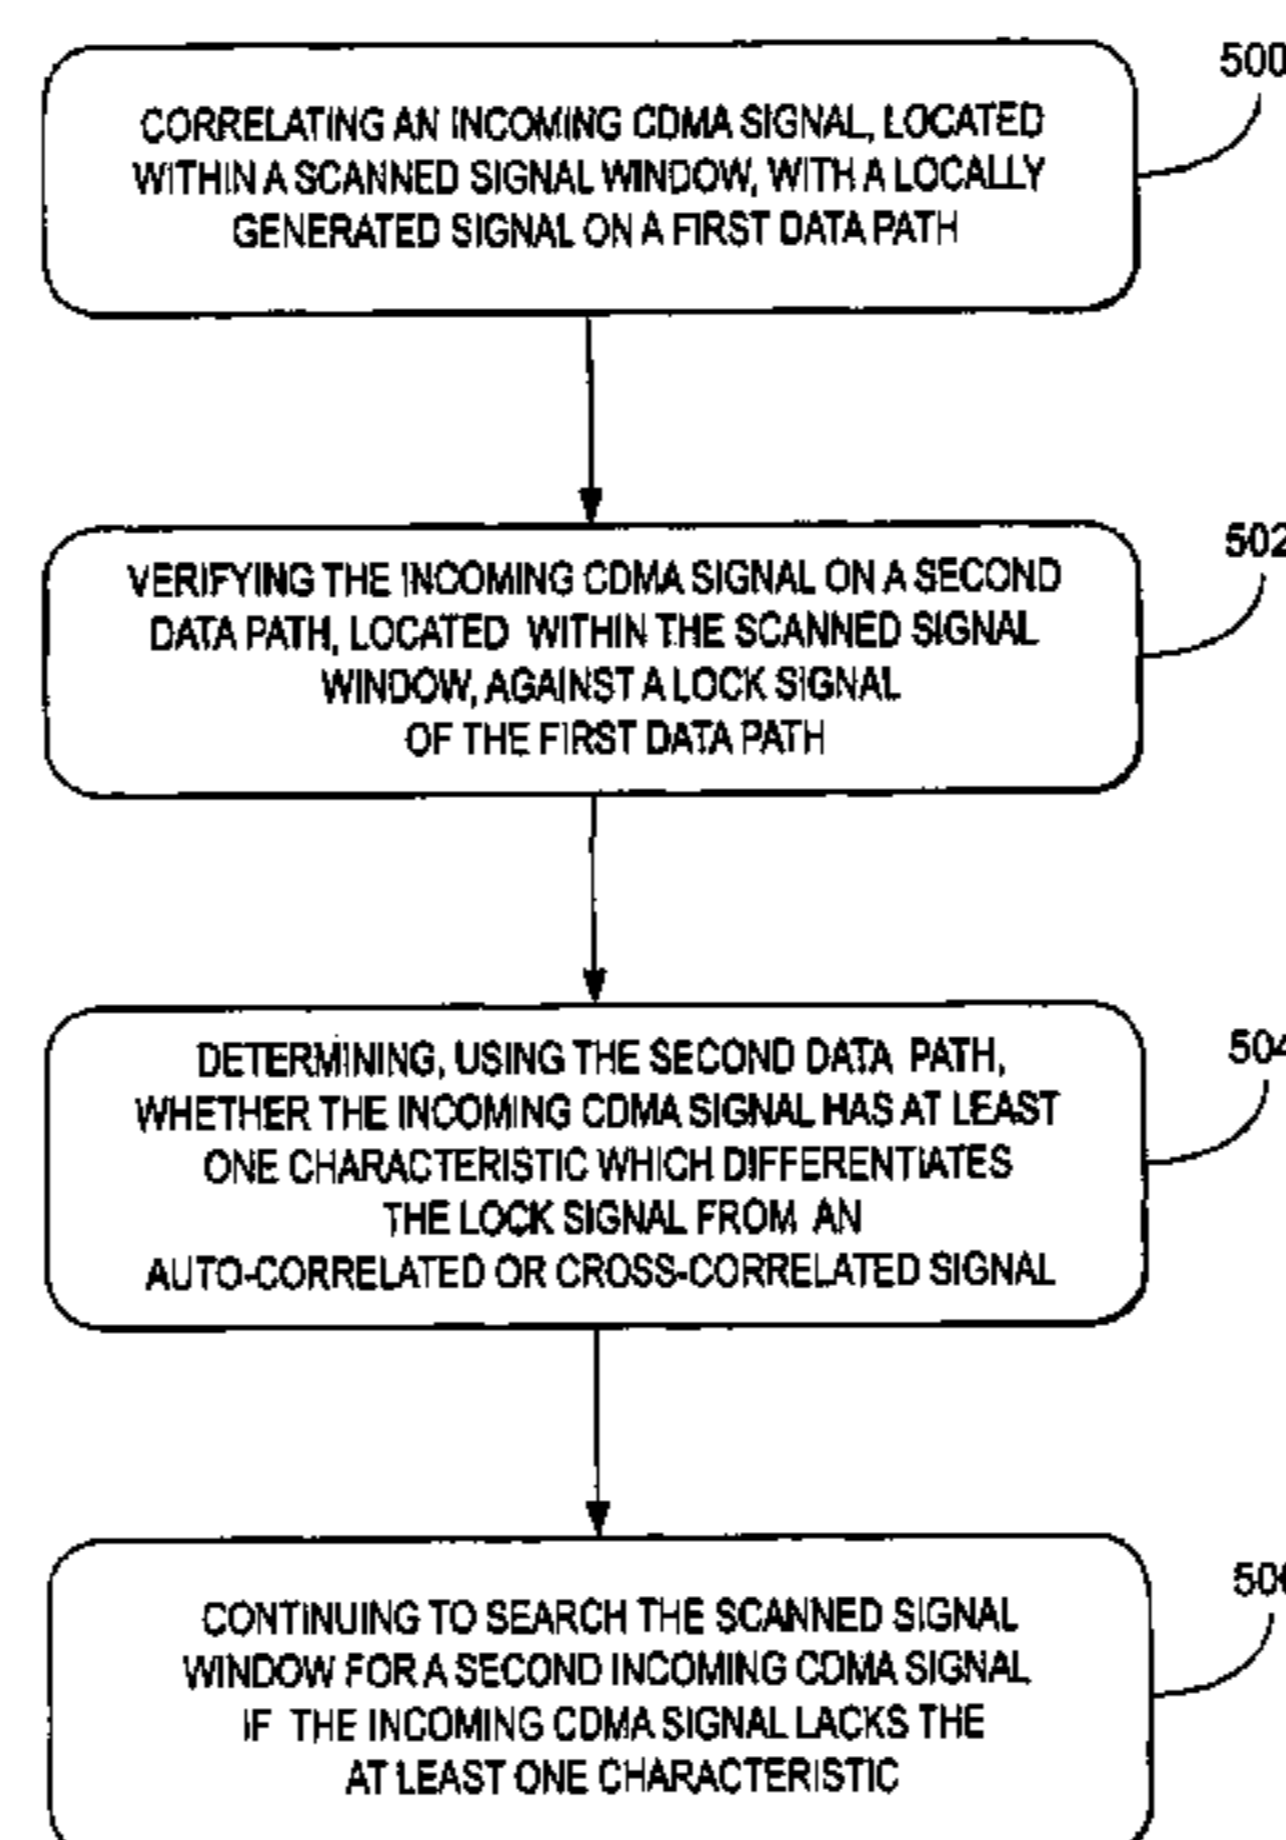 500
CORRELATING AN INCOMING CDMA SIGNAL, LOCATED
WITHIN A SCANNED SIGNAL WINDOW, WITH A LOCALLY
GENERATED SIGNAL ON A FIRST DATA PATH
502
VERIFYING THE INCOMING CDMA SIGNAL ON A SECOND
DATA PATH, LOCATED WITHIN THE SCANNED SIGNAL
WINDOW, AGAINST A LOCK SIGNAL
OF THE FIRST DATA PATH
504
DETERMINING, USING THE SECOND DATA PATH,
WHETHER THE INCOMING CDMA SIGNAL HAS AT LEAST
ONE CHARACTERISTIC WHICH DIFFERENTIATES
THE LOCK SIGNAL FROM AN
AUTO-CORRELATED OR CROSS-CORRELATED SIGNAL
506
CONTINUING TO SEARCH THE SCANNED SIGNAL
WINDOW FOR A SECOND INCOMING CDMA SIGNAL
IF THE INCOMING CDMA SIGNAL LACKS THE
AT LEAST ONE CHARACTERISTIC